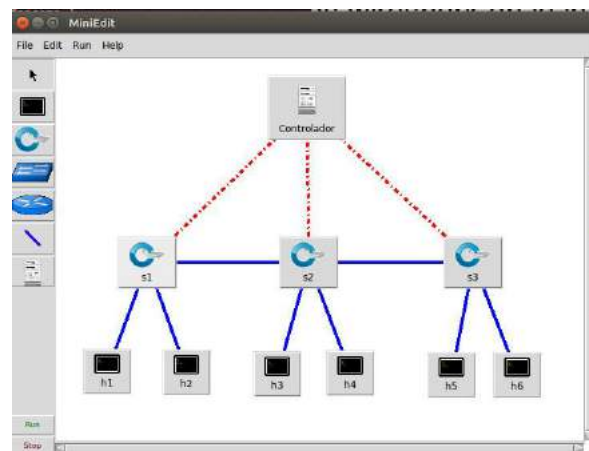 MiniEdit
File Edit Run Help
Controlador
s1 s2 s3
h1 h2 h3 h4 h5 h6
Run
Stop